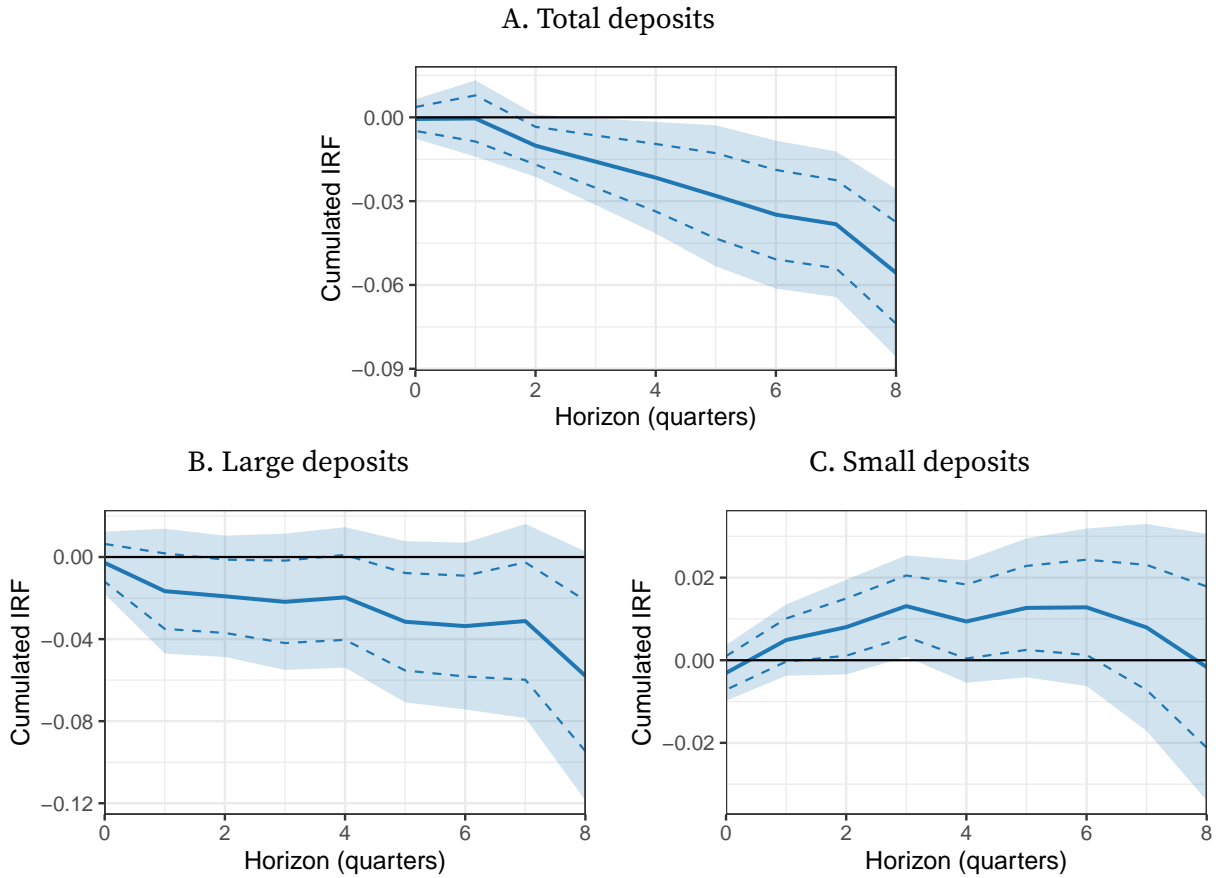 A. Total deposits
Cumulated IRF
0.00
−0.03
−0.06
−0.09
0 2 4 6 8
Horizon (quarters)
B. Large deposits
Cumulated IRF
0.00
−0.04
−0.08
−0.12
0 2 4 6 8
Horizon (quarters)
C. Small deposits
Cumulated IRF
0.02
0.00
−0.02
0 2 4 6 8
Horizon (quarters)